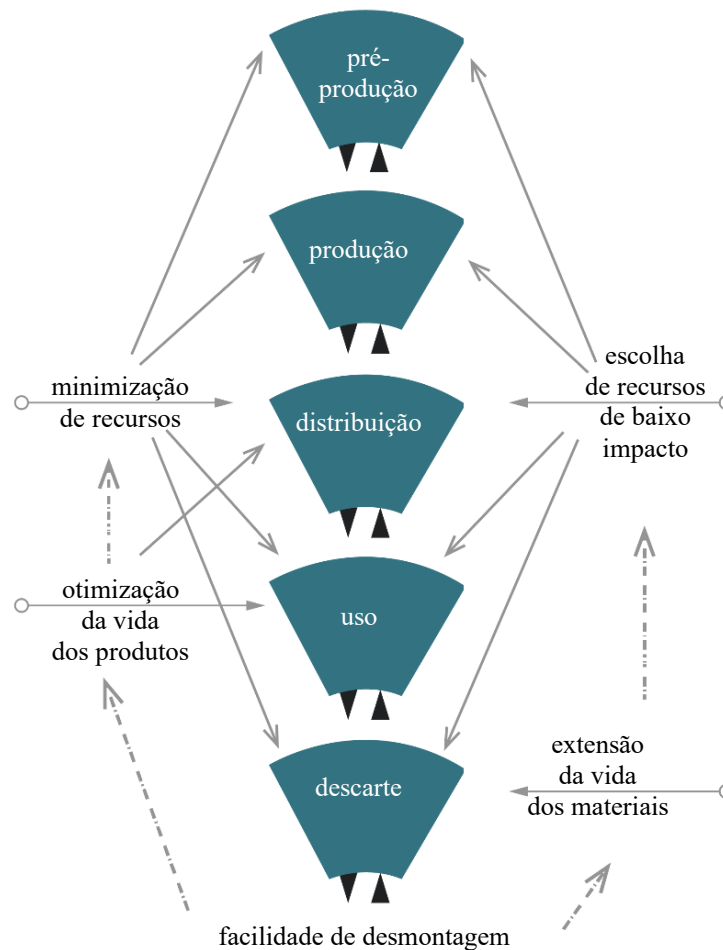 pré-
produção
produção
minimização
de recursos
escolha
de recursos
de baixo
impacto
distribuição
otimização
da vida
dos produtos
uso
extensão
da vida
dos materiais
descarte
facilidade de desmontagem